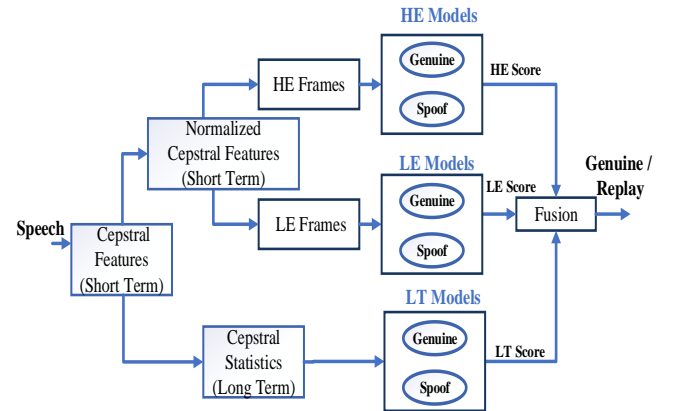 HE Models
Genuine
Spoof
HE Score
HE Frames
Normalized
Cepstral Features
(Short Term)
LE Models
Genuine
Spoof
LE Score
LE Frames
Genuine /
Replay
Fusion
Speech
Cepstral
Features
(Short Term)
LT Models
Genuine
Spoof
LT Score
Cepstral
Statistics
(Long Term)